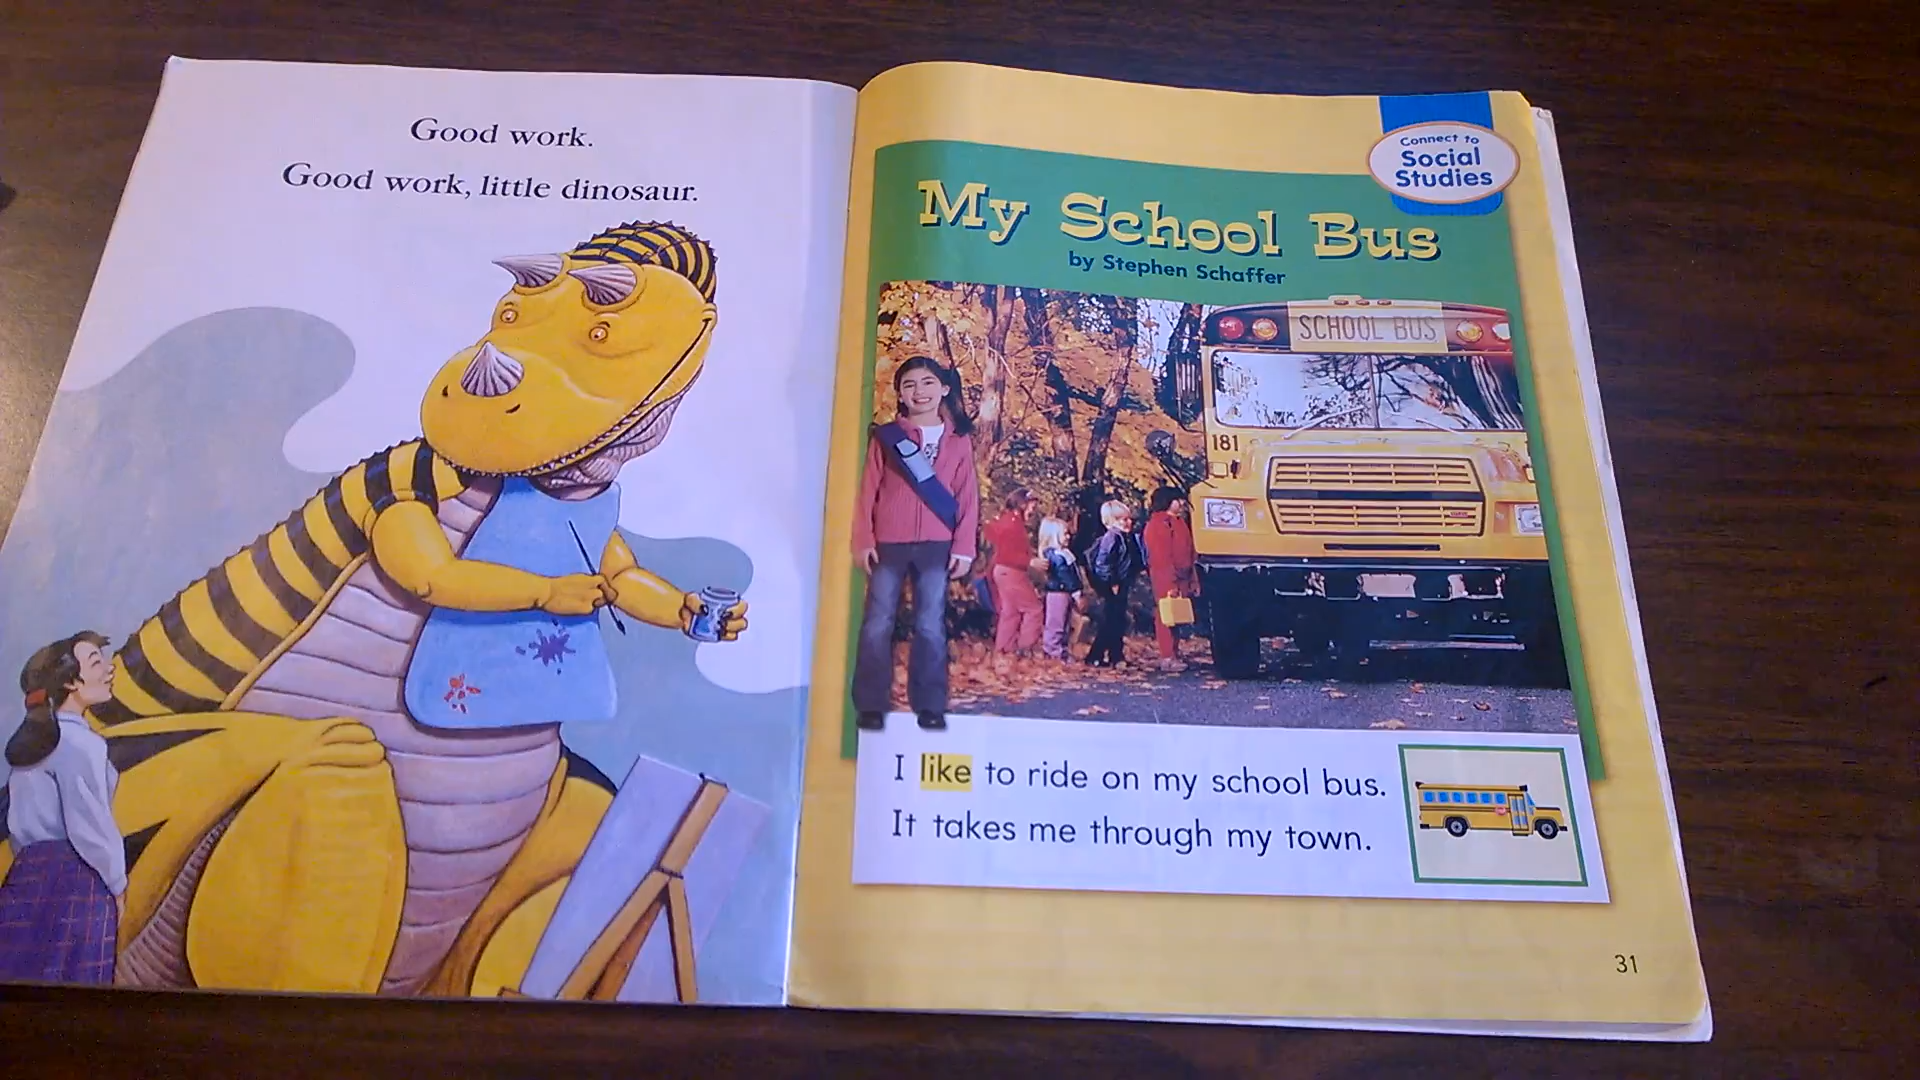 Good work.
Good work, little dinosaur.
Connect to
Social
Studies
My School Bus
by Stephen Schaffer
SCHOOL BUS
181
I like to ride on my school bus.
It takes me through my town.
31